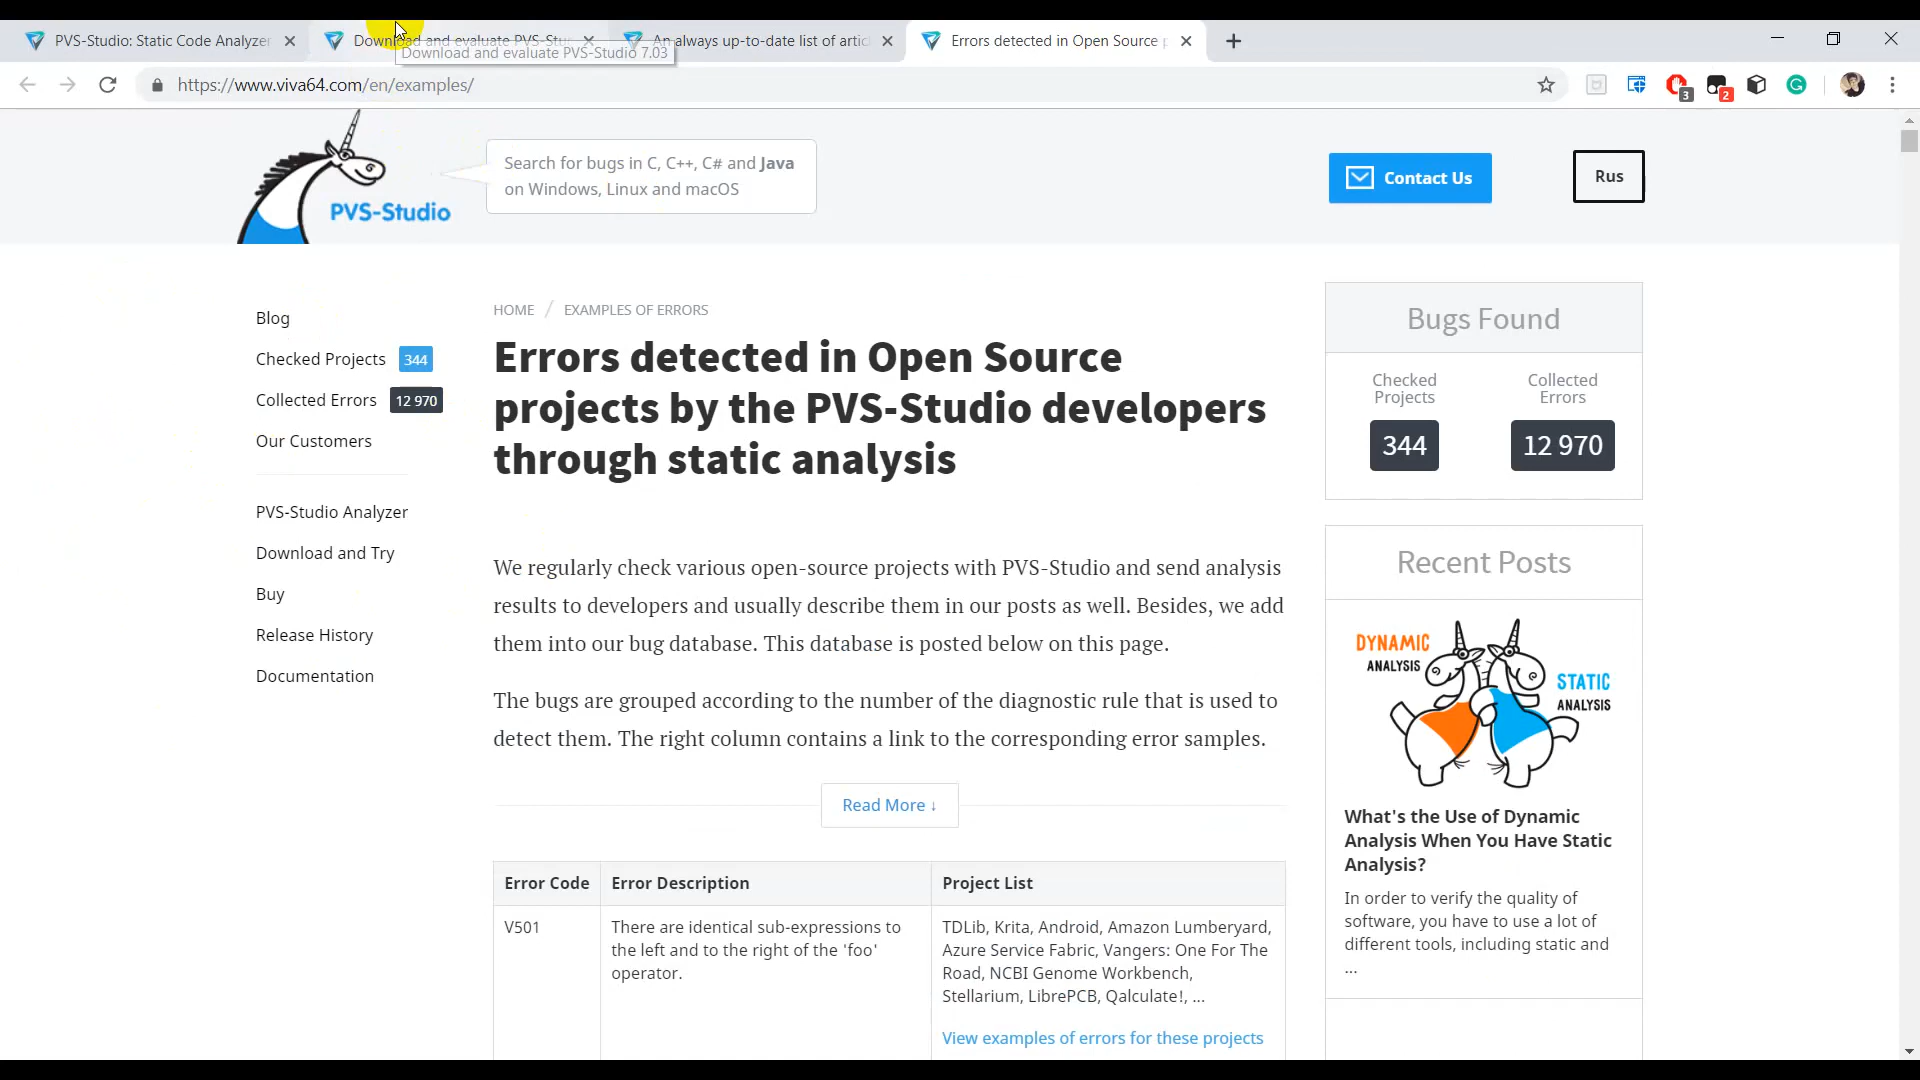 PVS-Studio: Static Code Analyzer
Download and evaluate PVS-Stu
An always up-to-date list of artic
Errors detected in Open Source p
Download and evaluate PVS-Studio 7.03
https://www.viva64.com/en/examples/
3
2
PVS-Studio
Search for bugs in C, C++, C# and Java
on Windows, Linux and macOS
Contact Us
Rus
Blog
Checked Projects 344
Collected Errors 12 970
Our Customers
PVS-Studio Analyzer
Download and Try
Buy
Release History
Documentation
HOME / EXAMPLES OF ERRORS
Errors detected in Open Source
projects by the PVS-Studio developers
through static analysis
We regularly check various open-source projects with PVS-Studio and send analysis
results to developers and usually describe them in our posts as well. Besides, we add
them into our bug database. This database is posted below on this page.
The bugs are grouped according to the number of the diagnostic rule that is used to
detect them. The right column contains a link to the corresponding error samples.
Read More ↓
Error Code
Error Description
Project List
V501
There are identical sub-expressions to
the left and to the right of the 'foo'
operator.
TDLib, Krita, Android, Amazon Lumberyard,
Azure Service Fabric, Vangers: One For The
Road, NCBI Genome Workbench,
Stellarium, LibrePCB, Qalculate!, ...
View examples of errors for these projects
Bugs Found
Checked
Projects
344
Collected
Errors
12 970
Recent Posts
DYNAMIC
ANALYSIS
STATIC
ANALYSIS
What's the Use of Dynamic
Analysis When You Have Static
Analysis?
In order to verify the quality of
software, you have to use a lot of
different tools, including static and
...